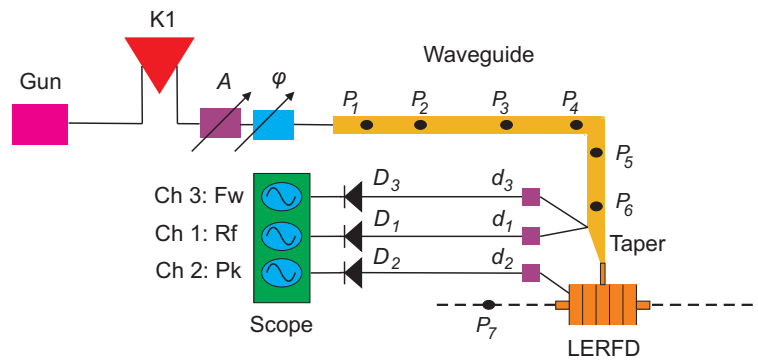 K1
Waveguide
Gun
A
φ
P1
P2
P3
P4
P5
P6
Ch 3: Fw
D3
d3
Ch 1: Rf
D1
d1
Taper
Ch 2: Pk
D2
d2
Scope
P7
LERFD